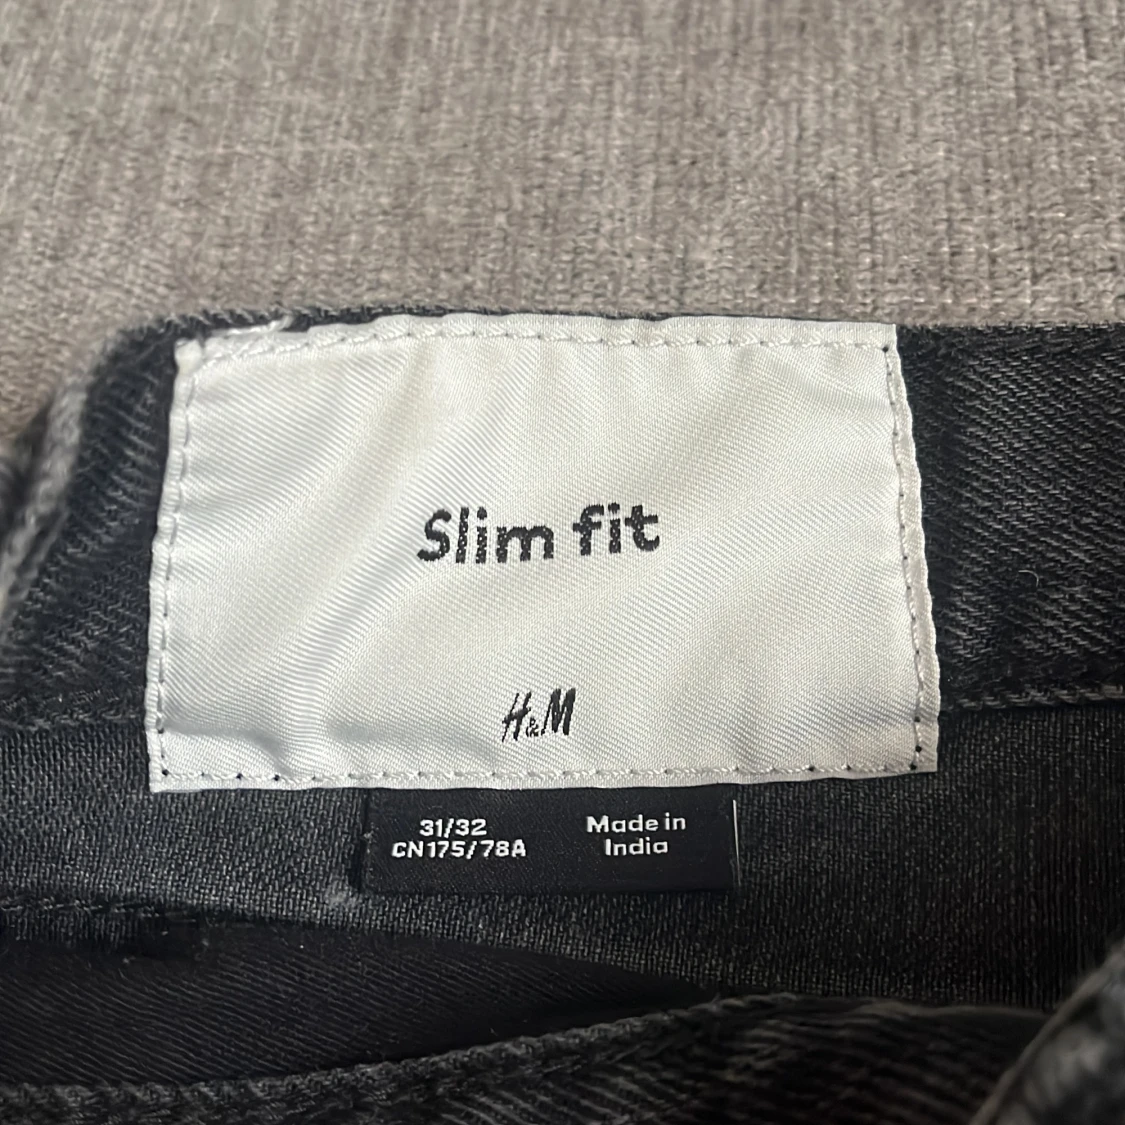 Slim fit
H&M
31/32
CN175/78A
Made in
India